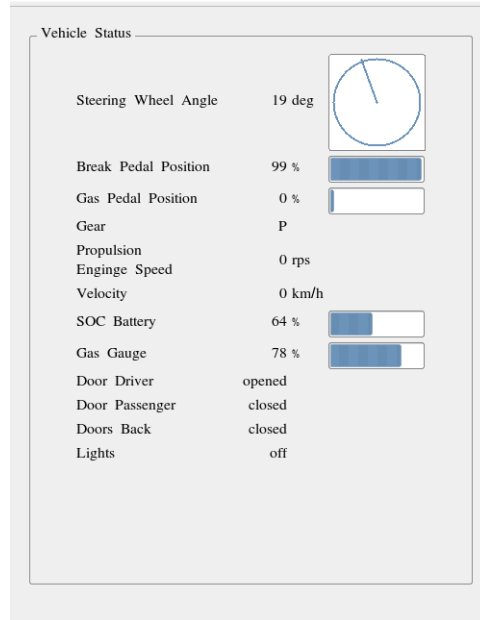 Vehicle Status
Steering Wheel Angle 19 deg
Break Pedal Position 99 %
Gas Pedal Position 0 %
Gear P
Propulsion
Enginge Speed 0 rps
Velocity 0 km/h
SOC Battery 64 %
Gas Gauge 78 %
Door Driver opened
Door Passenger closed
Doors Back closed
Lights off